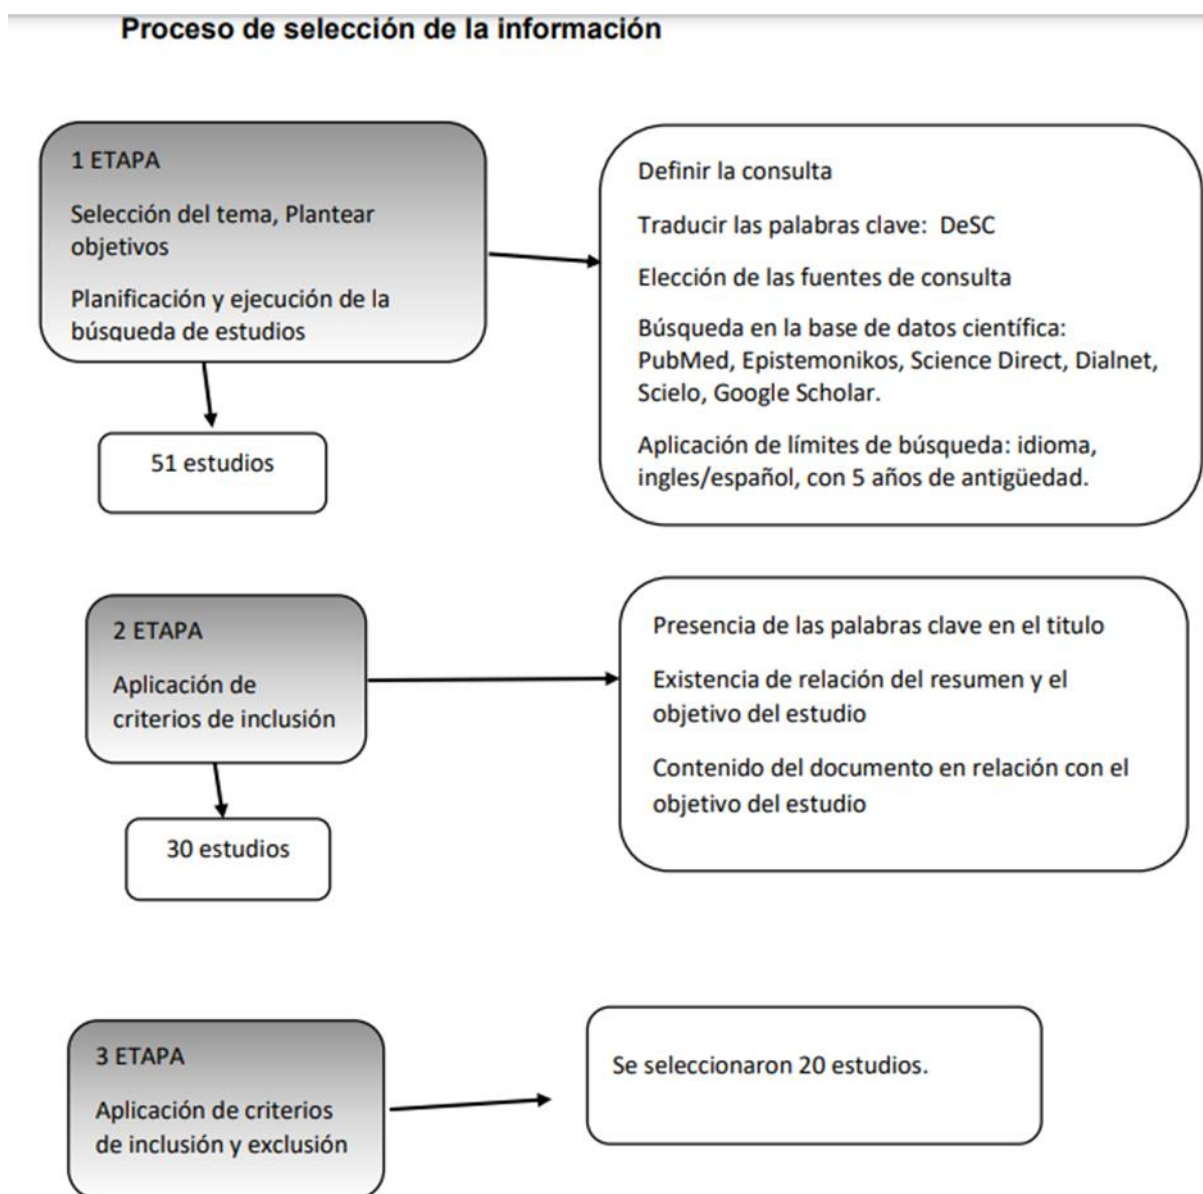 Proceso de selección de la información
1 ETAPA
Selección del tema, Plantear
objetivos
Planificación y ejecución de la
búsqueda de estudios
51 estudios
Definir la consulta
Traducir las palabras clave: DeSC
Elección de las fuentes de consulta
Búsqueda en la base de datos científica:
PubMed, Epistemonikos, Science Direct, Dialnet,
Scielo, Google Scholar.
Aplicación de límites de búsqueda: idioma,
ingles/español, con 5 años de antigüedad.
2 ETAPA
Aplicación de
criterios de inclusión
30 estudios
Presencia de las palabras clave en el titulo
Existencia de relación del resumen y el
objetivo del estudio
Contenido del documento en relación con el
objetivo del estudio
3 ETAPA
Aplicación de criterios
de inclusión y exclusión
Se seleccionaron 20 estudios.